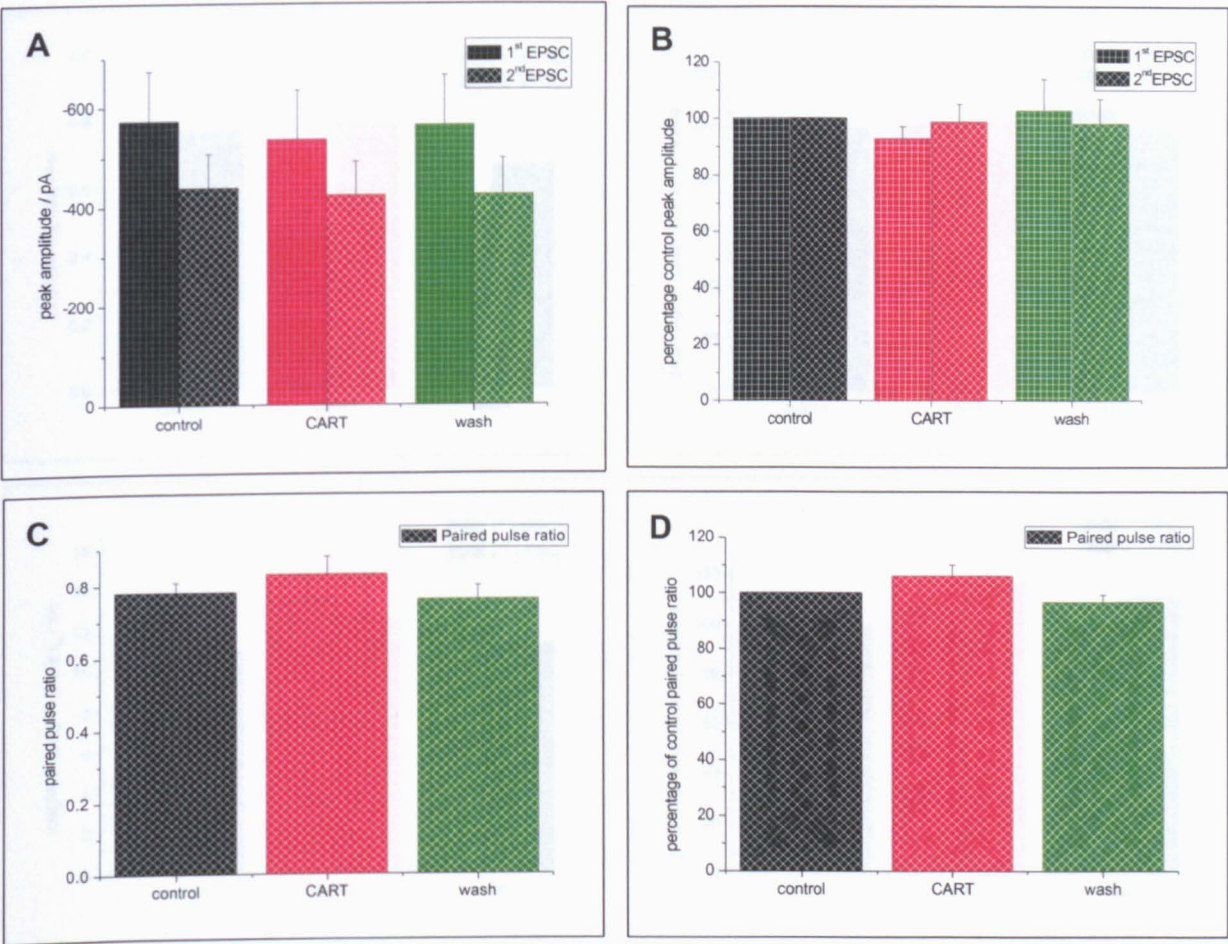 A
1st EPSC
2nd EPSC
peak amplitude / pA
-600
-400
-200
0
control
CART
wash
B
1st EPSC
2nd EPSC
percentage control peak amplitude
120
100
80
60
40
20
0
control
CART
wash
C
Paired pulse ratio
paired pulse ratio
0.8
0.6
0.4
0.2
0.0
control
CART
wash
D
Paired pulse ratio
percentage of control paired pulse ratio
120
100
80
60
40
20
0
control
CART
wash